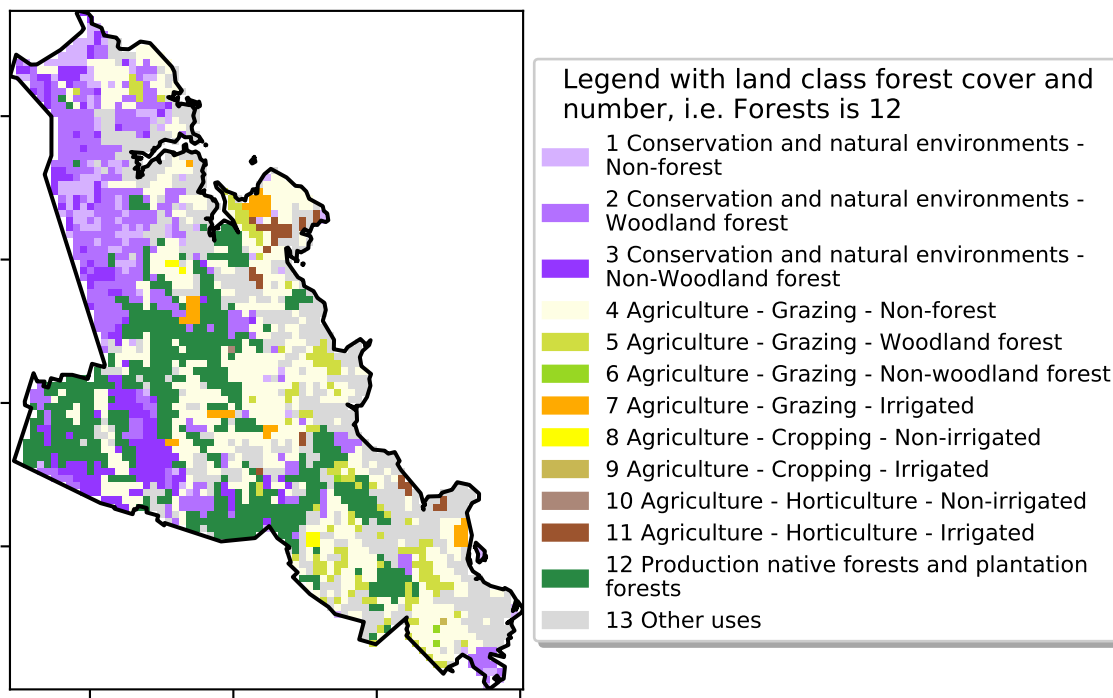 Legend with land class forest cover and
number, i.e. Forests is 12
1 Conservation and natural environments -
Non-forest
2 Conservation and natural environments -
Woodland forest
3 Conservation and natural environments -
Non-Woodland forest
4 Agriculture - Grazing - Non-forest
5 Agriculture - Grazing - Woodland forest
6 Agriculture - Grazing - Non-woodland forest
7 Agriculture - Grazing - Irrigated
8 Agriculture - Cropping - Non-irrigated
9 Agriculture - Cropping - Irrigated
10 Agriculture - Horticulture - Non-irrigated
11 Agriculture - Horticulture - Irrigated
12 Production native forests and plantation
forests
13 Other uses